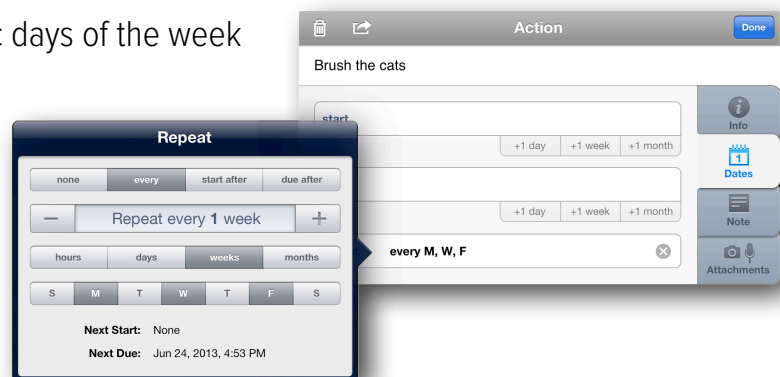 days of the week
Action
Done
Brush the cats
start
+1 day +1 week +1 month
+1 day +1 week +1 month
every M, W, F
Info
1
Dates
Note
Attachments
Repeat
none every start after due after
Repeat every 1 week
hours days weeks months
S M T W T F S
Next Start: None
Next Due: Jun 24, 2013, 4:53 PM